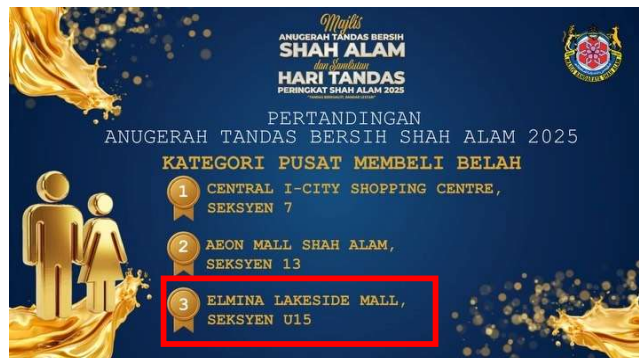 Majlis
ANUGERAH TANDAS BERSIH
SHAH ALAM
dan Sambutan
HARI TANDAS
PERINGKAT SHAH ALAM 2025
PERTANDINGAN
ANUGERAH TANDAS BERSIH SHAH ALAM 2025
KATEGORI PUSAT MEMBELI BELAH
1 CENTRAL I-CITY SHOPPING CENTRE,
SEKSYEN 7
2 AEON MALL SHAH ALAM,
SEKSYEN 13
3 ELMINA LAKESIDE MALL,
SEKSYEN U15